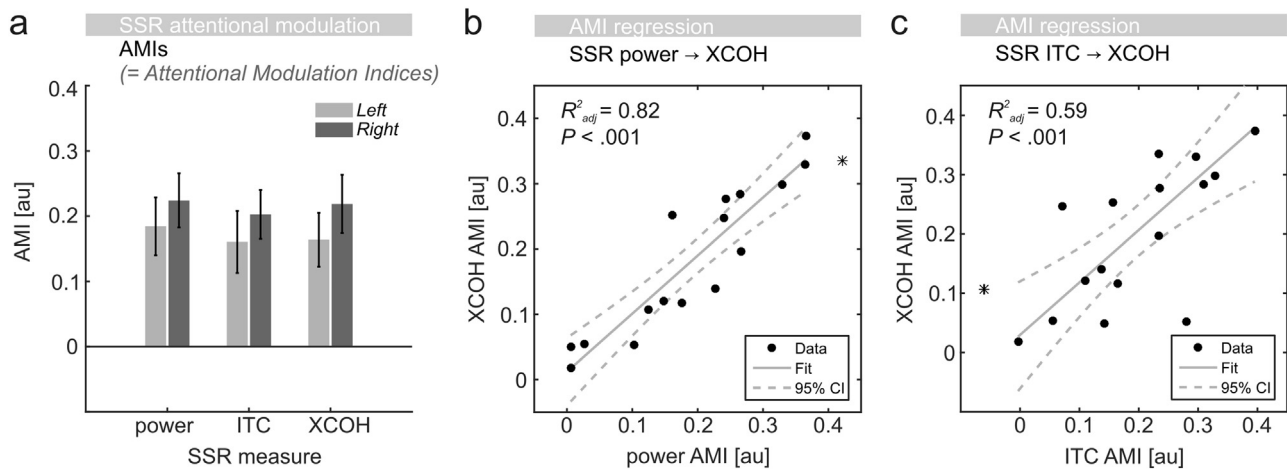 a
SSR attentional modulation
AMIs
(= Attentional Modulation Indices)
Left
Right
0.4
0.3
0.2
0.1
0
AMI [au]
power
ITC
XCOH
SSR measure
b
AMI regression
SSR power → XCOH
R²adj = 0.82
P < .001
0.4
0.3
0.2
0.1
0
XCOH AMI [au]
*
Data
Fit
95% CI
0
0.1
0.2
0.3
0.4
power AMI [au]
c
AMI regression
SSR ITC → XCOH
R²adj = 0.59
P < .001
0.4
0.3
0.2
0.1
0
XCOH AMI [au]
*
Data
Fit
95% CI
0
0.1
0.2
0.3
0.4
ITC AMI [au]